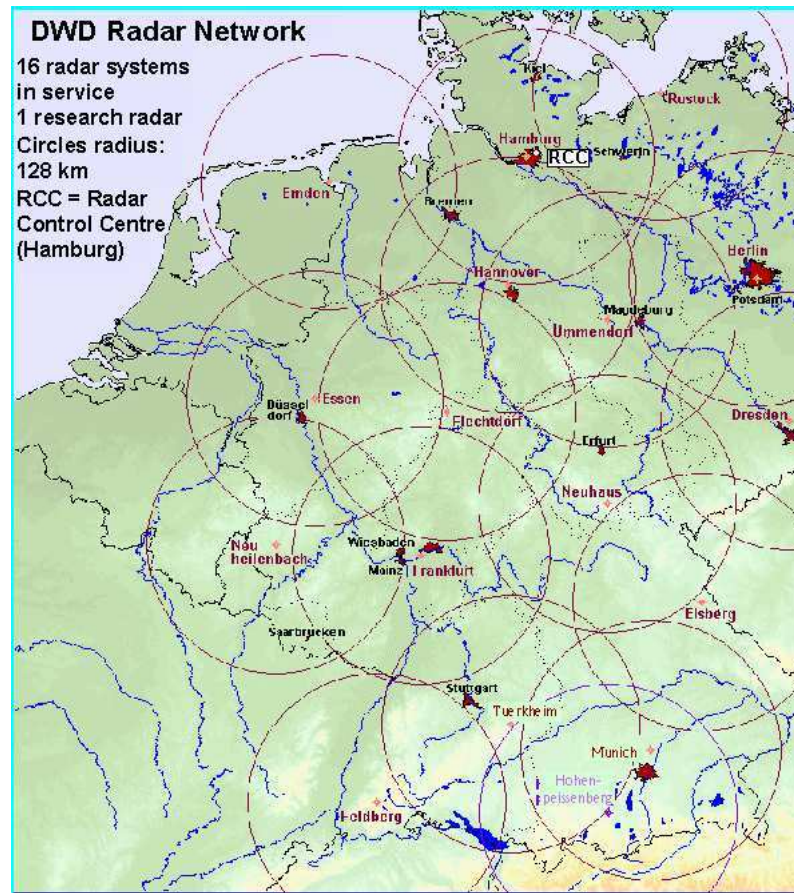 DWD Radar Network
16 radar systems
in service
1 research radar
Circles radius:
128 km
RCC = Radar
Control Centre
(Hamburg)
Kiel
Rustock
Hamburg
RCC
Schwerin
Emden
Bremen
Berlin
Hannover
Potsdam
Magdeburg
Ummendorf
Essen
Düssel
dorf
Flechtdorf
Dresden
Erfurt
Neuhaus
Neu
heilenbach
Wiesbaden
Mainz
Frankfurt
Eisberg
Saarbrucken
Stuttgart
Tuerkheim
Munich
Hohen-
peissenberg
Feldberg